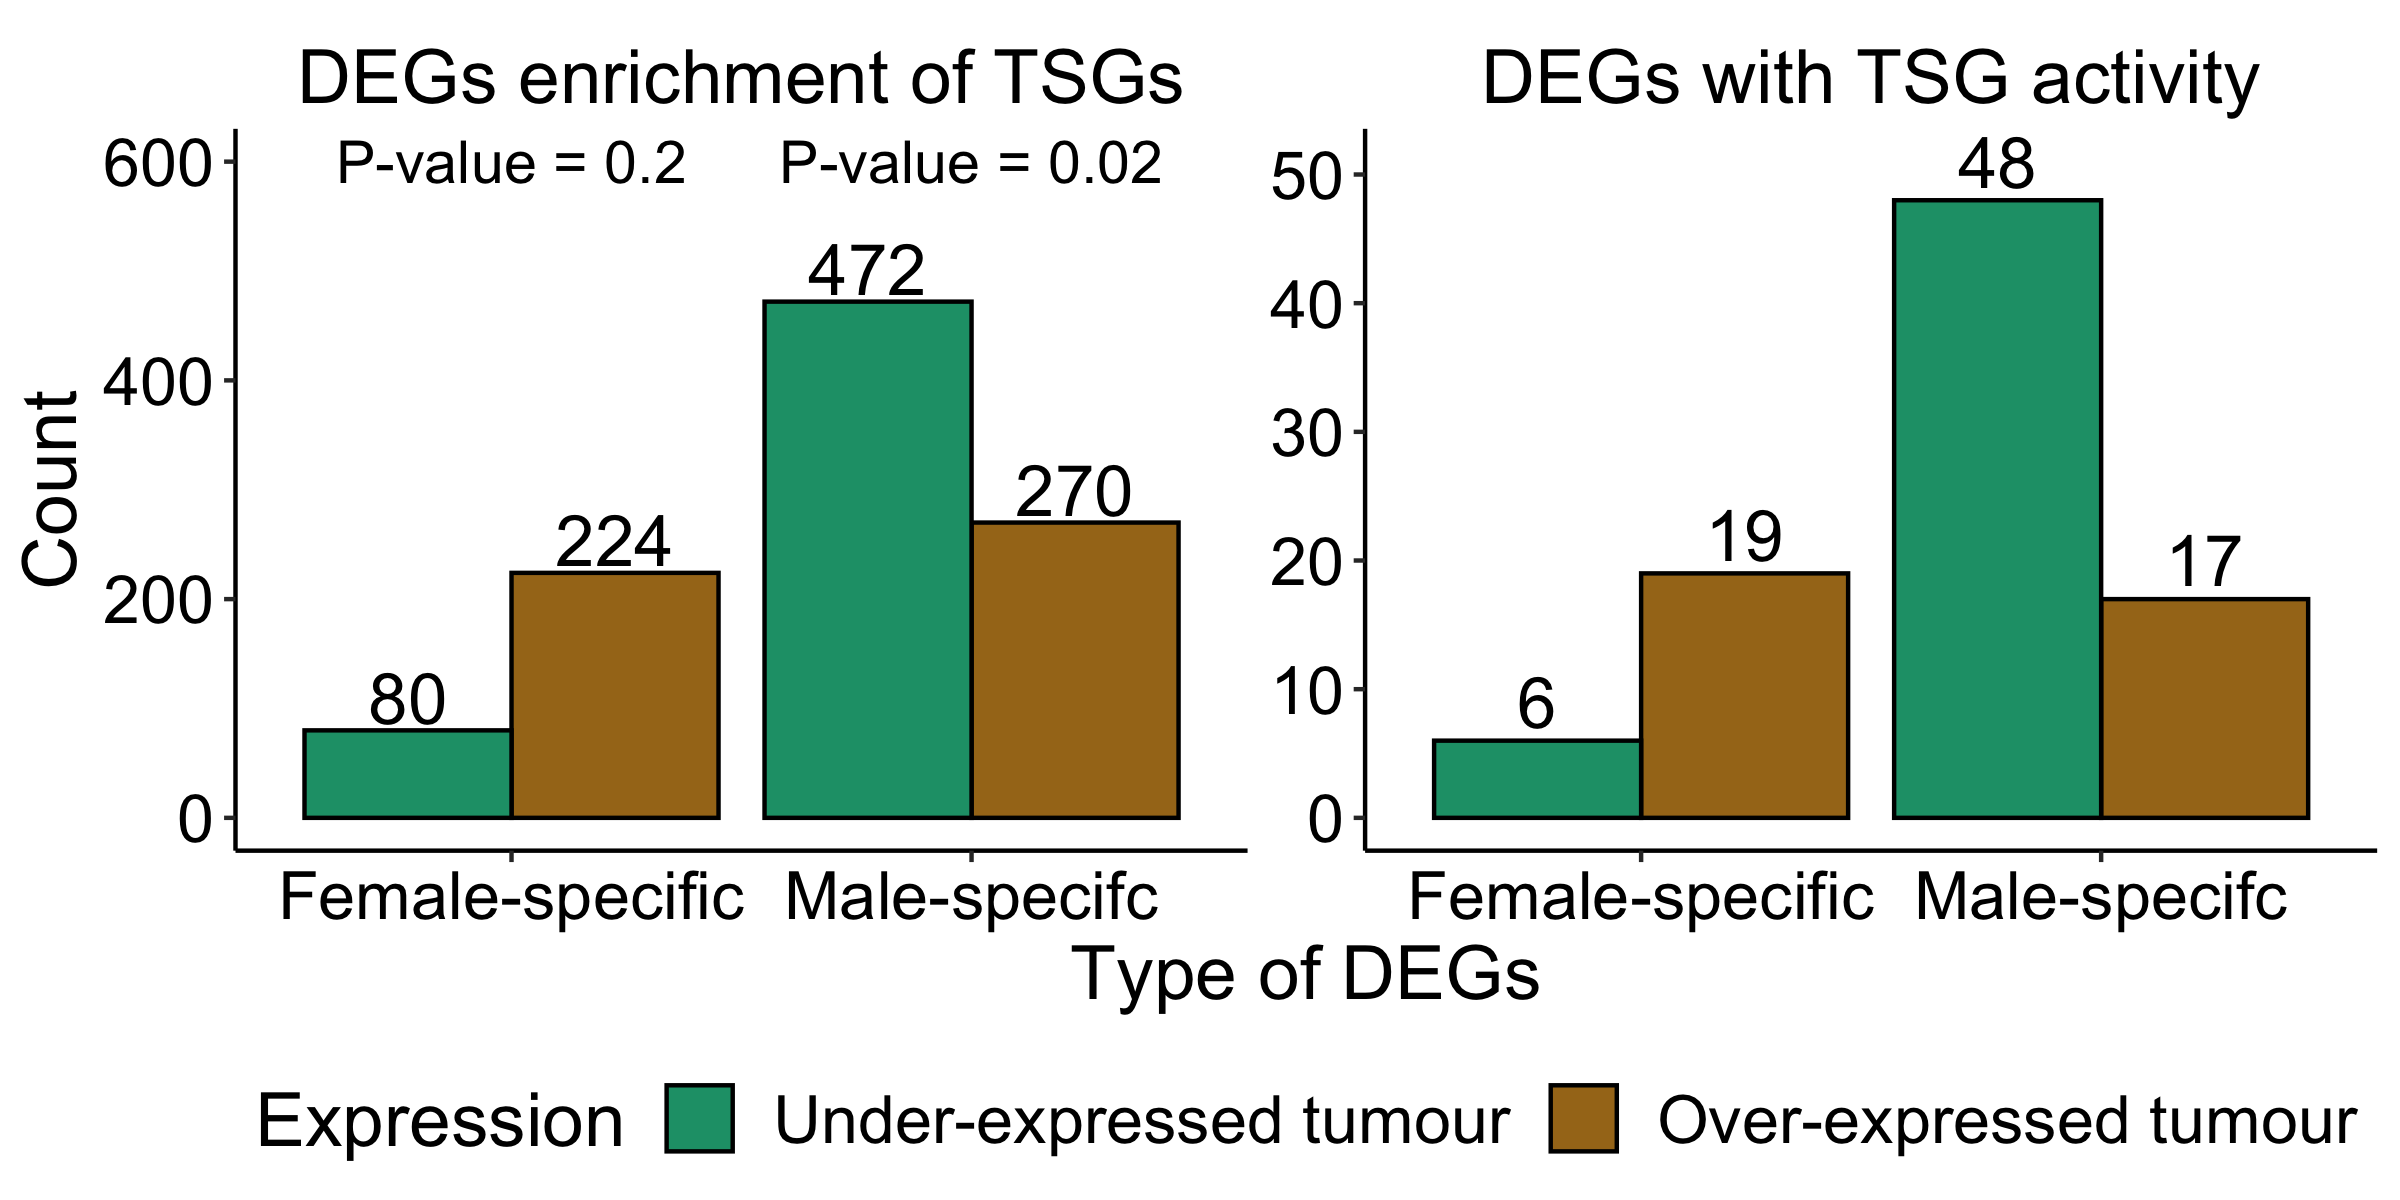 DEGs enrichment of TSGs
P-value = 0.2
P-value = 0.02
600
400
200
0
Count
80
224
472
270
Female-specific
Male-specifc
DEGs with TSG activity
50
40
30
20
10
0
6
19
48
17
Female-specific
Male-specifc
Type of DEGs
Expression
Under-expressed tumour
Over-expressed tumour